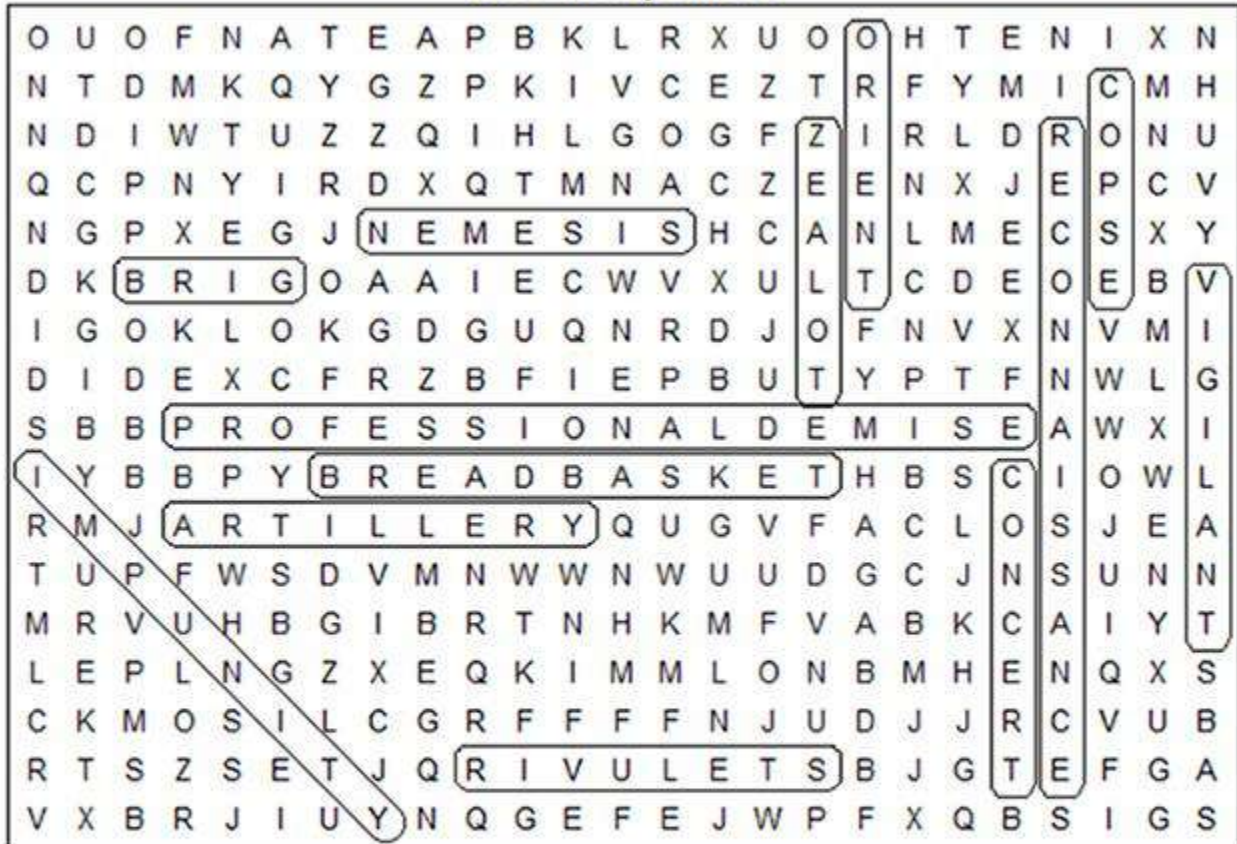 O U O F N A T E A P B K L R X U O O H T E N I X N
N T D M K Q Y G Z P K I V C E Z T R F Y M I C M H
N D I W T U Z Z Q I H L G O G F Z I R L D R O N U
Q C P N Y I R D X Q T M N A C Z E E N X J E P C V
N G P X E G J N E M E S I S H C A N L M E C S X Y
D K B R I G O A A I E C W V X U L T C D E O E B V
I G O K L O K G D G U Q N R D J O F N V X N V M I
D I D E X C F R Z B F I E P B U T Y P T F N W L G
S B B P R O F E S S I O N A L D E M I S E A W X I
I Y B B P Y B R E A D B A S K E T H B S C I O W L
R M J A R T I L L E R Y Q U G V F A C L O S J E A
T U P F W S D V M N W W N W U U D G C J N S U N N
M R V U H B G I B R T N H K M F V A B K C A I Y T
L E P L N G Z X E Q K I M M L O N B M H E N Q X S
C K M O S I L C G R F F F F N J U D J J R C V U B
R T S Z S E T J Q R I V U L E T S B J G T E F G A
V X B R J I U Y N Q G E F E J W P F X Q B S I G S